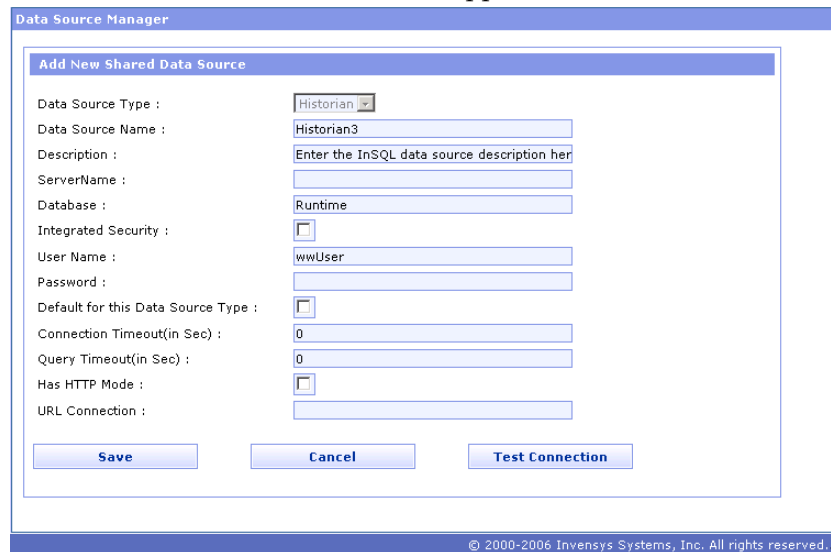 Data Source Manager
Add New Shared Data Source
Data Source Type : Historian
Data Source Name : Historian3
Description : Enter the InSQL data source description her
ServerName :
Database : Runtime
Integrated Security :
User Name : wwUser
Password :
Default for this Data Source Type :
Connection Timeout(in Sec) : 0
Query Timeout(in Sec) : 0
Has HTTP Mode :
URL Connection :
Save Cancel Test Connection
© 2000-2006 Invensys Systems, Inc. All rights reserved.